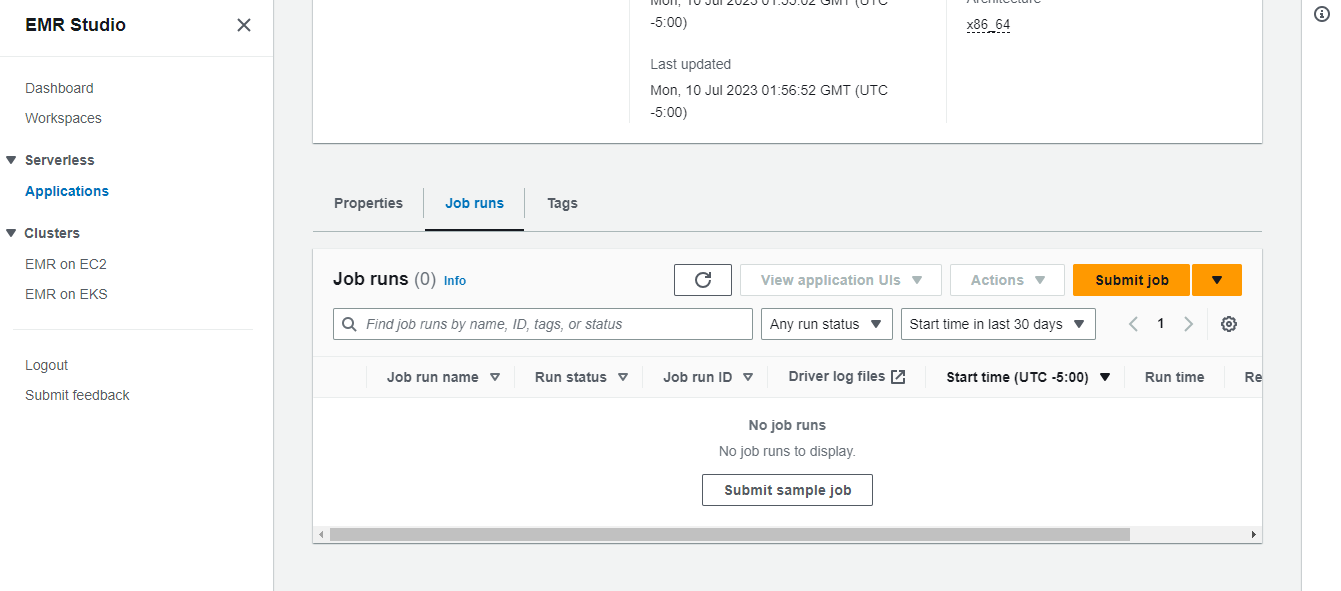 EMR Studio
Dashboard
Workspaces
Serverless
Applications
Clusters
EMR on EC2
EMR on EKS
Logout
Submit feedback
Mon, 10 Jul 2023 01:55:02 GMT (UTC
-5:00)
Last updated
Mon, 10 Jul 2023 01:56:52 GMT (UTC
-5:00)
Architecture
x86_64
Properties
Job runs
Tags
Job runs (0) Info
View application UIs
Actions
Submit job
Find job runs by name, ID, tags, or status
Any run status
Start time in last 30 days
1
Job run name
Run status
Job run ID
Driver log files
Start time (UTC -5:00)
Run time
Re
No job runs
No job runs to display.
Submit sample job